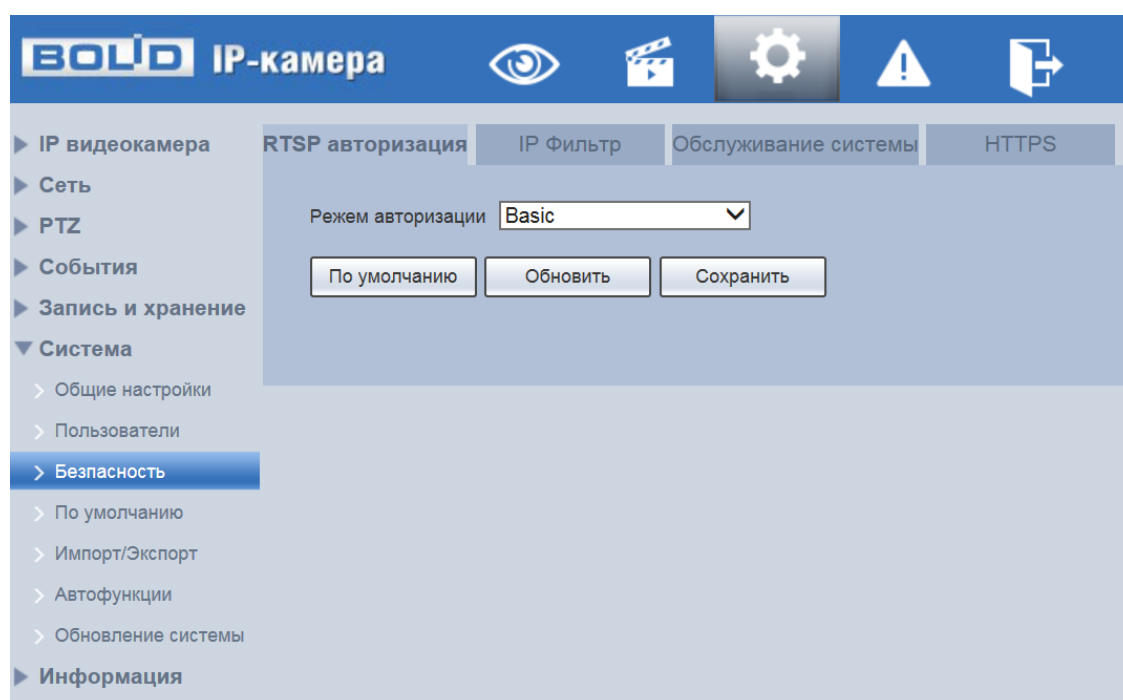 BOLID IP-камера
IP видеокамера
Сеть
PTZ
События
Запись и хранение
Система
Общие настройки
Пользователи
Безпасность
По умолчанию
Импорт/Экспорт
Автофункции
Обновление системы
Информация
RTSP авторизация IP Фильтр Обслуживание системы HTTPS
Режем авторизации Basic
По умолчанию Обновить Сохранить